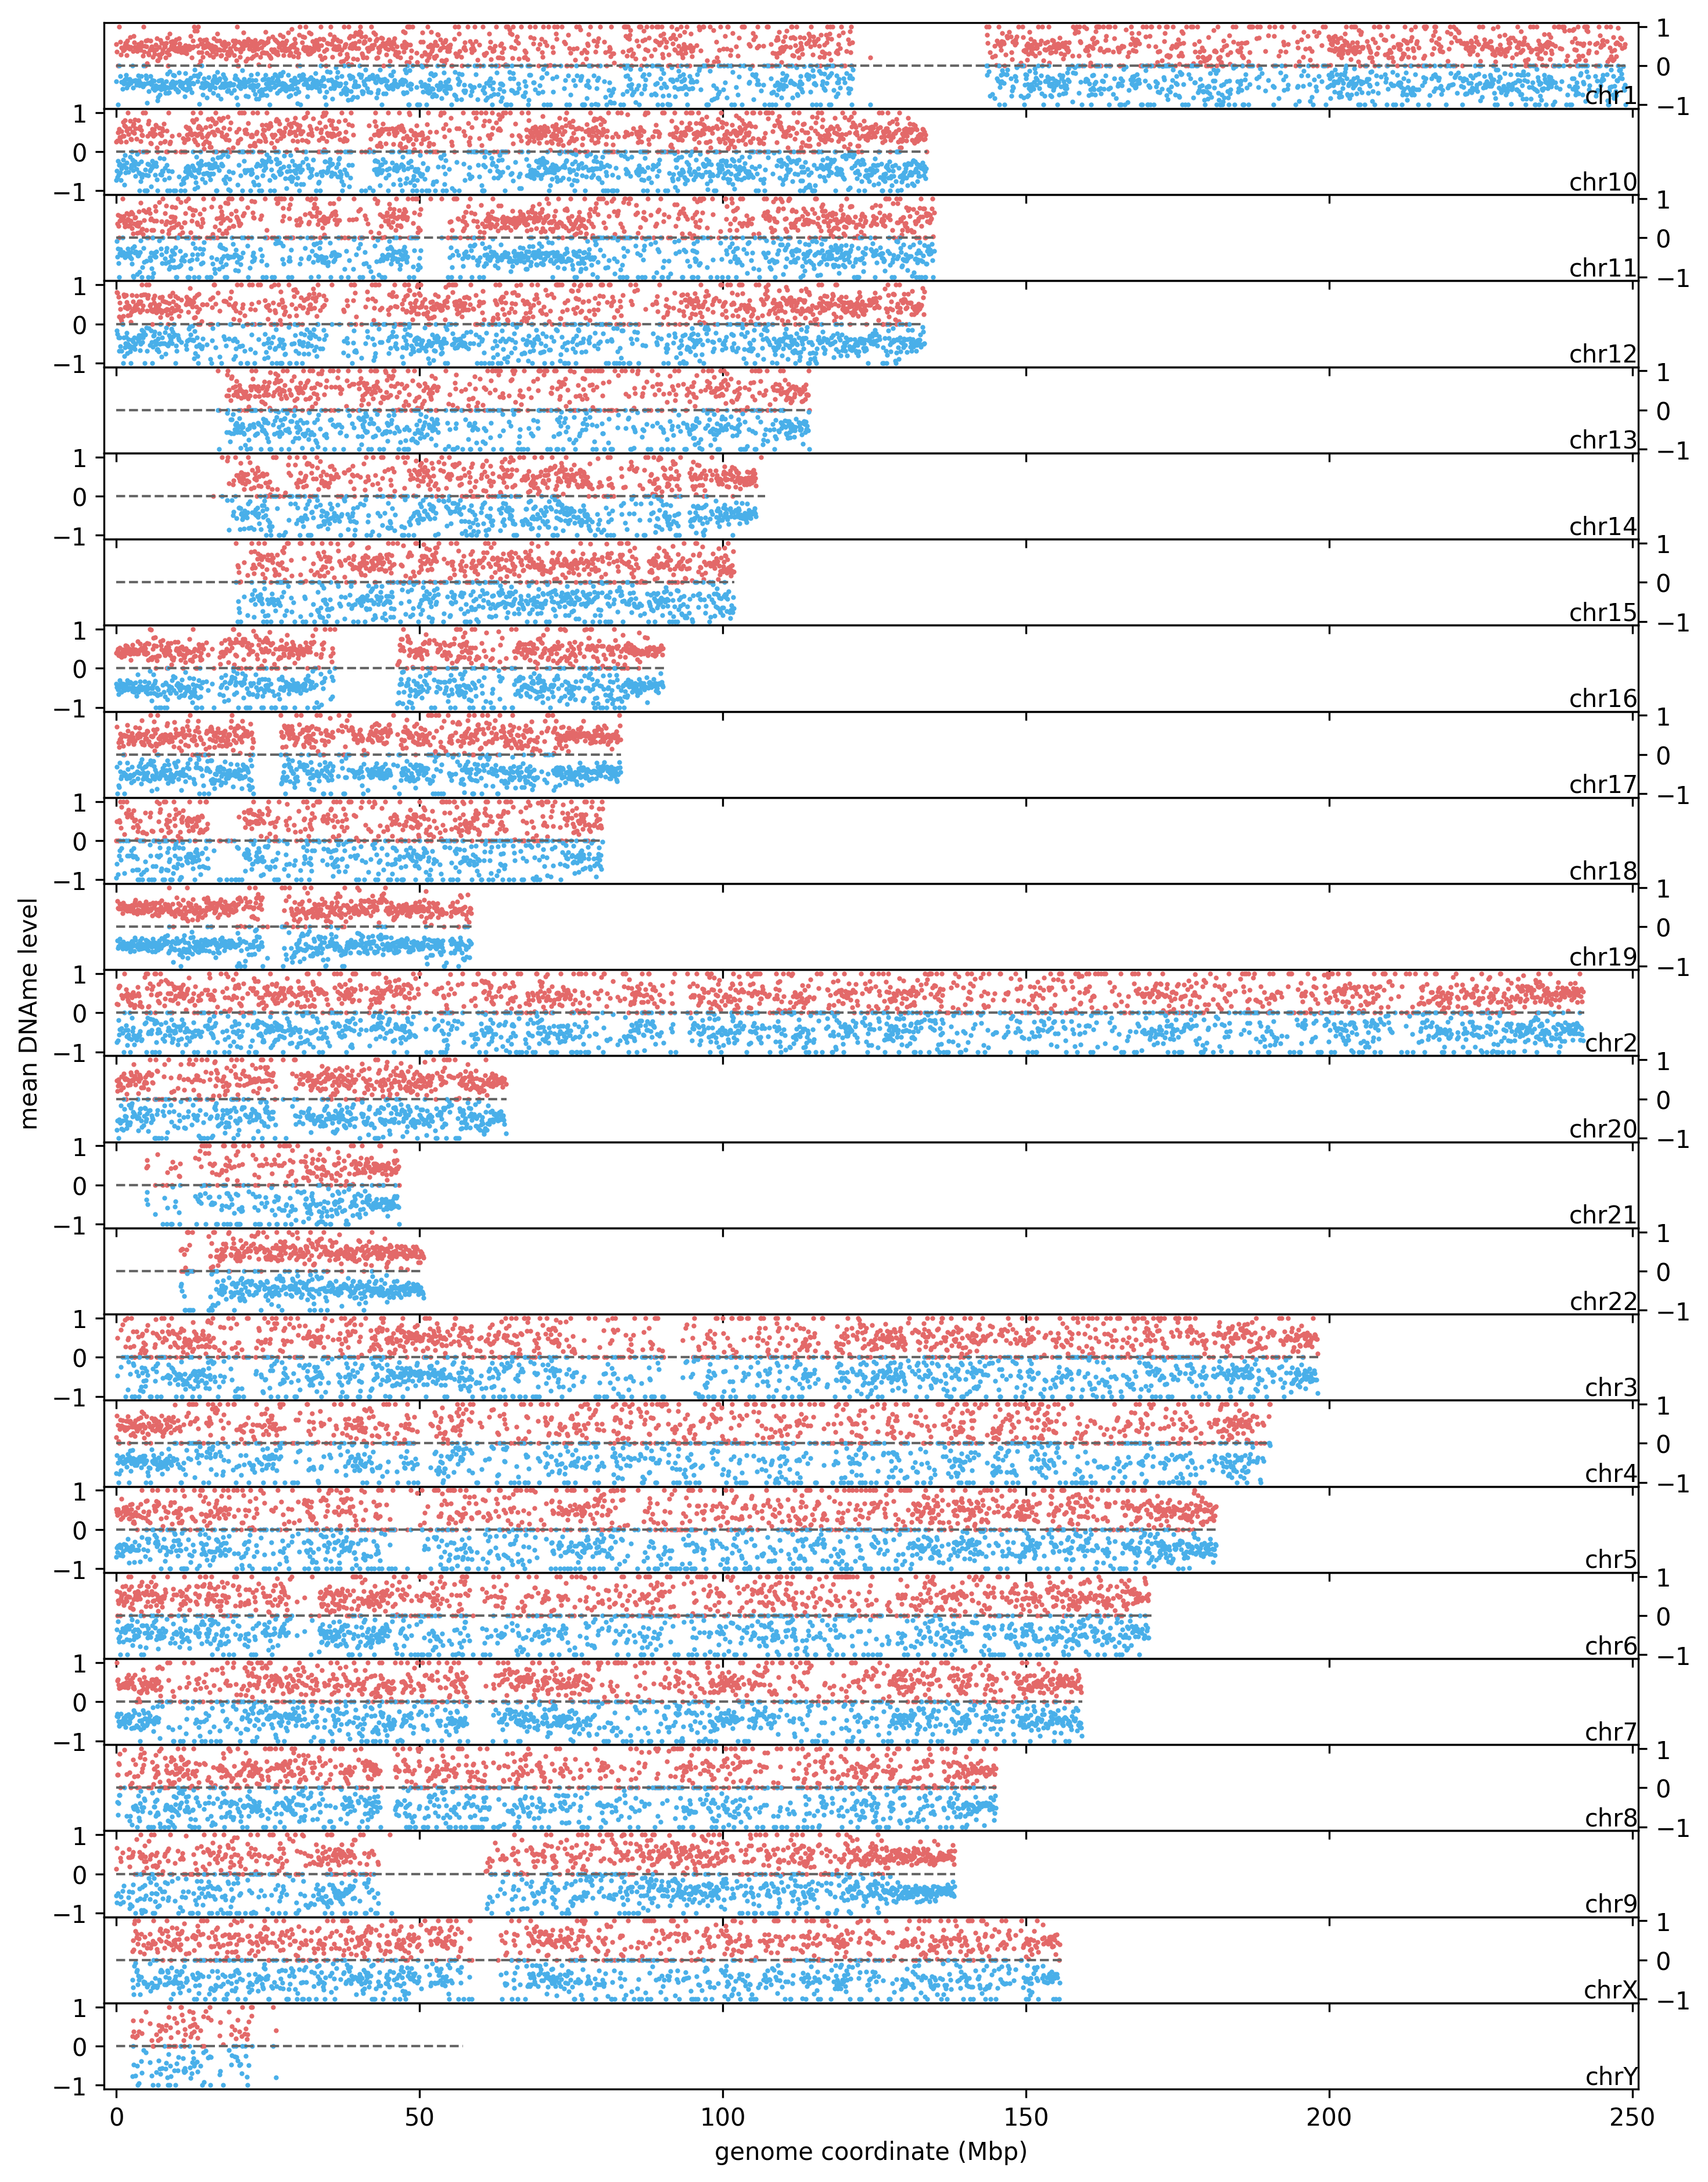 1
0
−1
chr1
1
0
−1
chr10
1
0
−1
chr11
1
0
−1
chr12
1
0
−1
chr13
1
0
−1
chr14
1
0
−1
chr15
1
0
−1
chr16
1
0
−1
chr17
1
0
−1
chr18
1
0
−1
chr19
mean DNAme level
1
0
−1
chr2
1
0
−1
chr20
1
0
−1
chr21
1
0
−1
chr22
1
0
−1
chr3
1
0
−1
chr4
1
0
−1
chr5
1
0
−1
chr6
1
0
−1
chr7
1
0
−1
chr8
1
0
−1
chr9
1
0
−1
chrX
1
0
−1
chrY
0 50 100 150 200 250
genome coordinate (Mbp)